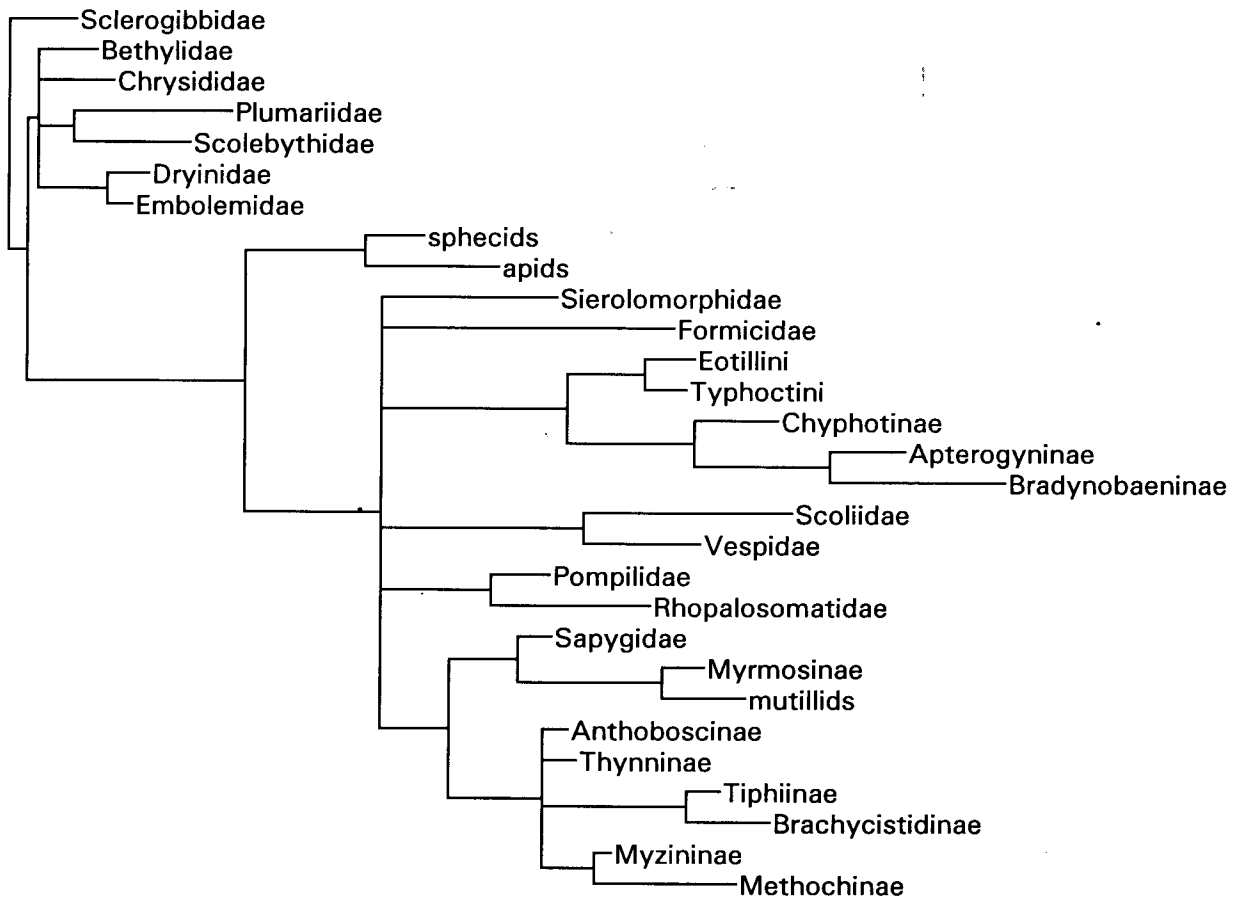 Sclerogibbidae
Bethylidae
Chrysididae
Plumariidae
Scolebythidae
Dryinidae
Embolemidae
sphecids
apids
Sierolomorphidae
Formicidae
Eotillini
Typhoctini
Chyphotinae
Apterogyninae
Bradynobaeninae
Scoliidae
Vespidae
Pompilidae
Rhopalosomatidae
Sapygidae
Myrmosinae
mutillids
Anthoboscinae
Thynninae
Tiphiinae
Brachycistidinae
Myzininae
Methochinae